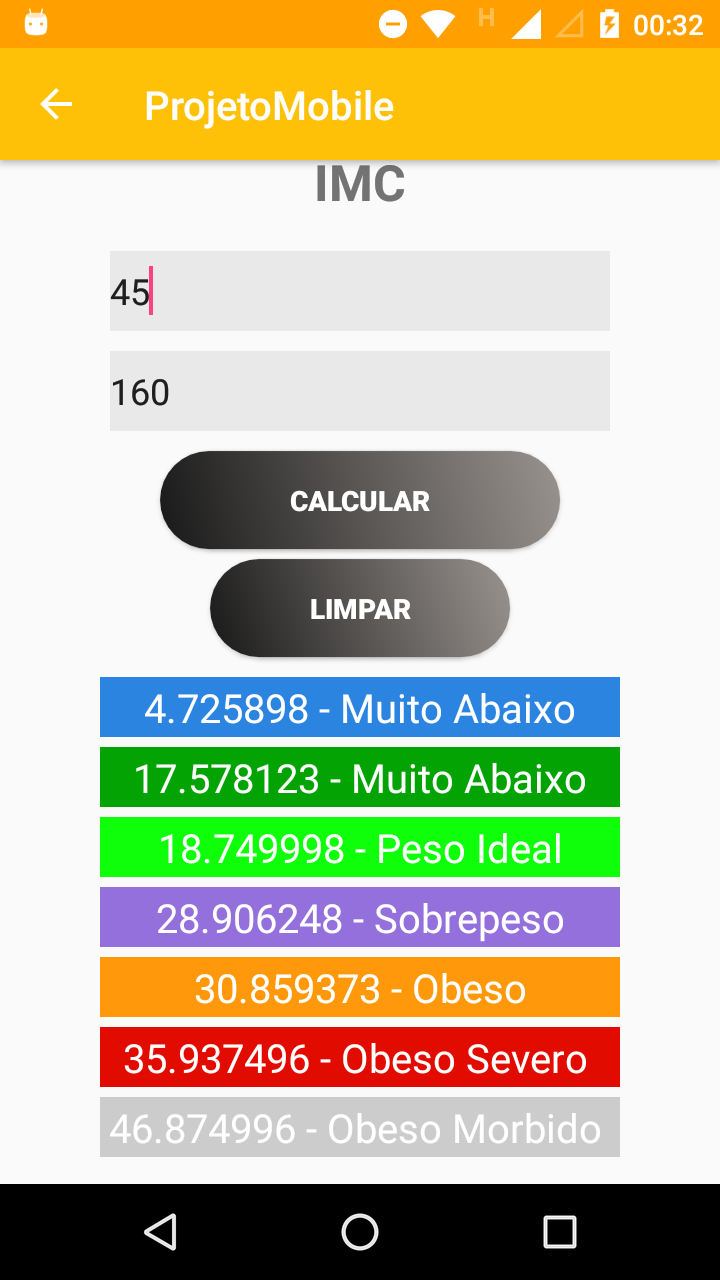 H
00:32
ProjetoMobile
IMC
45
160
CALCULAR
LIMPAR
4.725898 - Muito Abaixo
17.578123 - Muito Abaixo
18.749998 - Peso Ideal
28.906248 - Sobrepeso
30.859373 - Obeso
35.937496 - Obeso Severo
46.874996 - Obeso Morbido